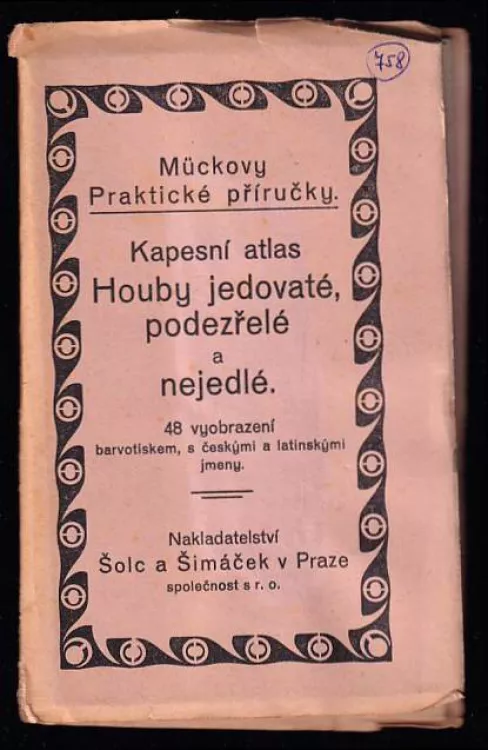 758
Mückovy
Praktické příručky.
Kapesní atlas
Houby jedovaté,
podezřelé
a
nejedlé.
48 vyobrazení
barvotiskem, s českými a latinskými
jmeny.
Nakladatelství
Šolc a Šimáček v Praze
společnost s r. o.